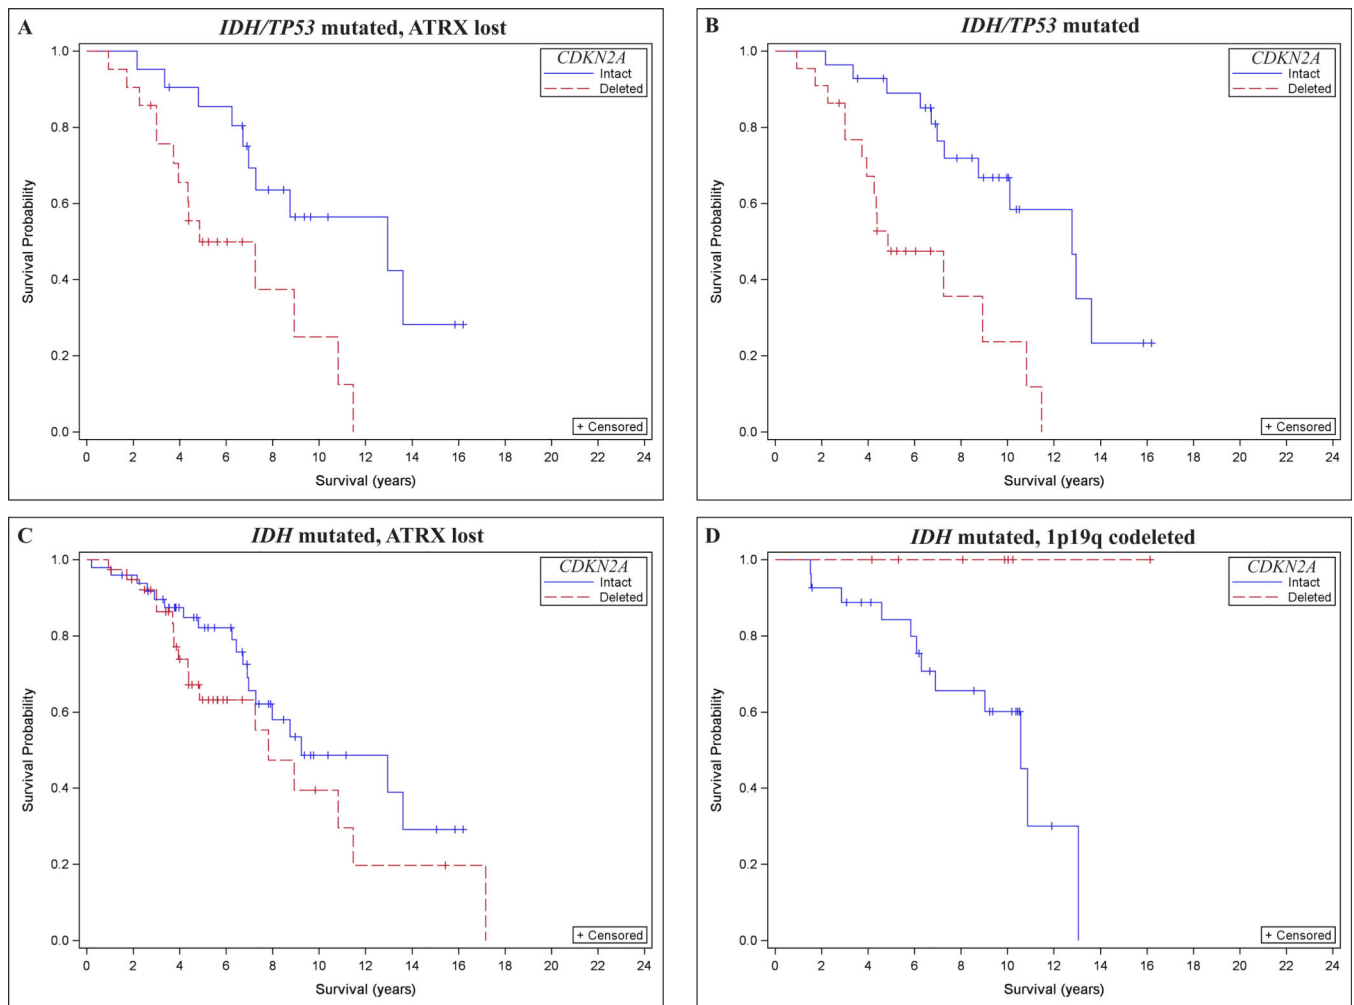 A
IDH/TP53 mutated, ATRX lost
CDKN2A
Intact
Deleted
1.0
0.8
0.6
0.4
0.2
0.0
Survival Probability
+ Censored
0 2 4 6 8 10 12 14 16 18 20 22 24
Survival (years)
B
IDH/TP53 mutated
CDKN2A
Intact
Deleted
1.0
0.8
0.6
0.4
0.2
0.0
Survival Probability
+ Censored
0 2 4 6 8 10 12 14 16 18 20 22 24
Survival (years)
C
IDH mutated, ATRX lost
CDKN2A
Intact
Deleted
1.0
0.8
0.6
0.4
0.2
0.0
Survival Probability
+ Censored
0 2 4 6 8 10 12 14 16 18 20 22 24
Survival (years)
D
IDH mutated, 1p19q codeleted
CDKN2A
Intact
Deleted
1.0
0.8
0.6
0.4
0.2
0.0
Survival Probability
+ Censored
0 2 4 6 8 10 12 14 16 18 20 22 24
Survival (years)